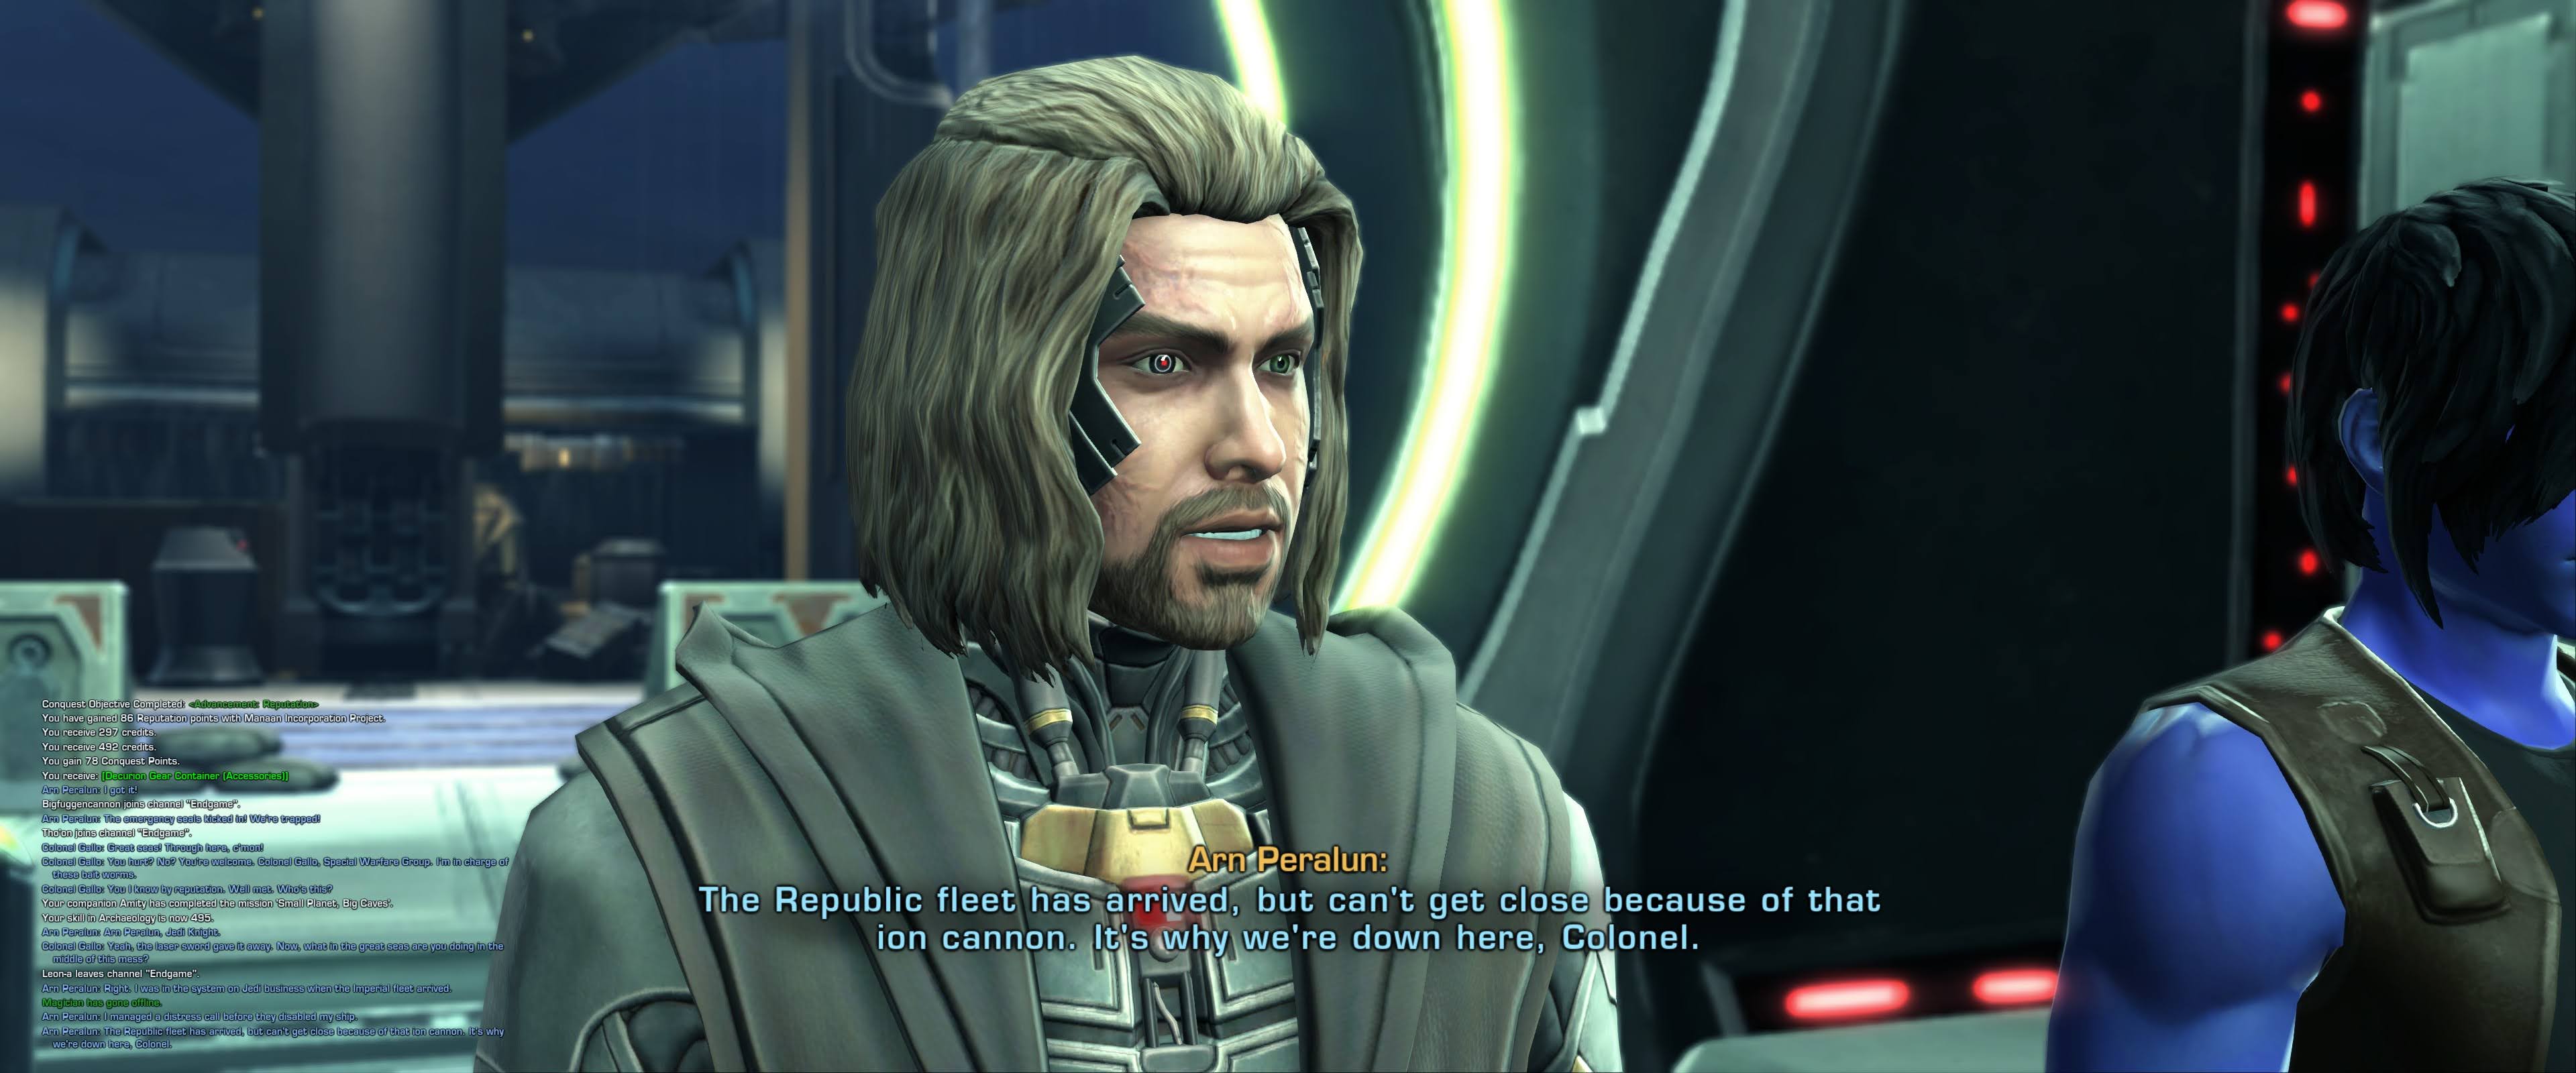 Conquest Objective Completed: <Advancement: Reputation>
You have gained 86 Reputation points with Manaan Incorporation Project.
You receive 297 credits.
You receive 492 credits.
You gain 78 Conquest Points.
You receive: [Decurion Gear Container (Accessories)]
Arn Peralun: I got it!
Bigfuggencannon joins channel "Endgame".
Arn Peralun: The emergency seals kicked in! We're trapped!
Tho'on joins channel "Endgame".
Colonel Gallo: Great seas! Through here, c'mon!
Colonel Gallo: You hurt? No? You're welcome. Colonel Gallo, Special Warfare Group. I'm in charge of
these bait worms.
Colonel Gallo: You I know by reputation. Well met. Who's this?
Your companion Amity has completed the mission 'Small Planet, Big Caves'.
Your skill in Archaeology is now 495.
Arn Peralun: Arn Peralun, Jedi Knight.
Colonel Gallo: Yeah, the laser sword gave it away. Now, what in the great seas are you doing in the
middle of this mess?
Leon-a leaves channel "Endgame".
Arn Peralun: Right. I was in the system on Jedi business when the Imperial fleet arrived.
Magician has gone offline.
Arn Peralun: I managed a distress call before they disabled my ship.
Arn Peralun: The Republic fleet has arrived, but can't get close because of that ion cannon. It's why
we're down here, Colonel.
Arn Peralun:
The Republic fleet has arrived, but can't get close because of that
ion cannon. It's why we're down here, Colonel.